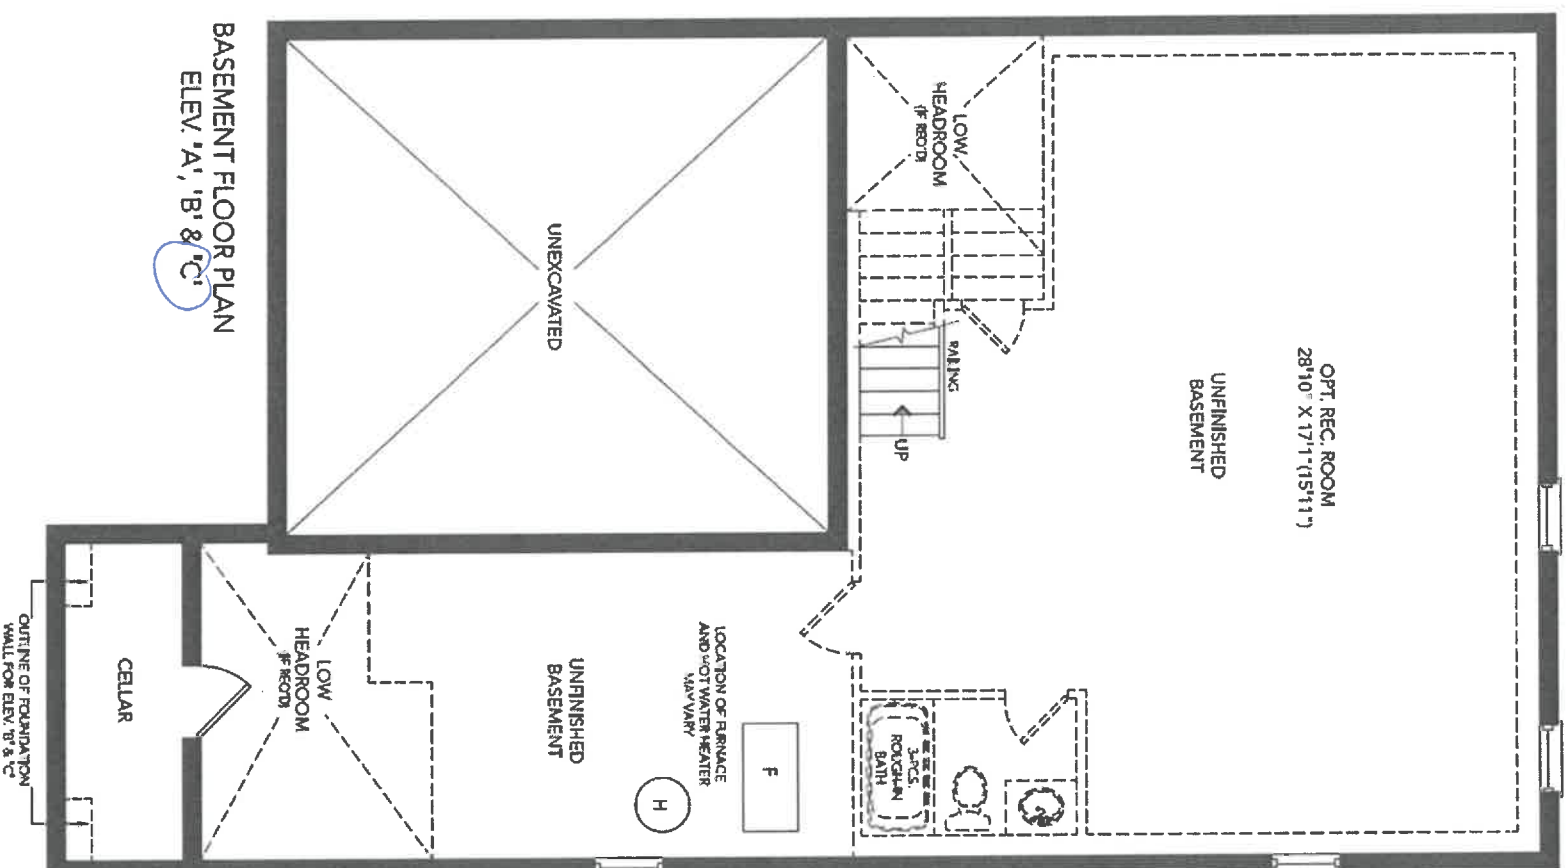 OPT. REC. ROOM
28'10" X 17'1" (15'11")
UNFINISHED
BASEMENT
LOW
HEADROOM
(IF REQ'D)
RAILING
UP
3-PCS.
ROUGH-IN
BATH
UNEXCAVATED
LOCATION OF FURNACE
AND HOT WATER HEATER
MAY VARY
F
H
UNFINISHED
BASEMENT
LOW
HEADROOM
(IF REQ'D)
CELLAR
OUTLINE OF FOUNDATION
WALL FOR ELEV. 'B' & 'C'
BASEMENT FLOOR PLAN
ELEV. 'A', 'B' & 'C'